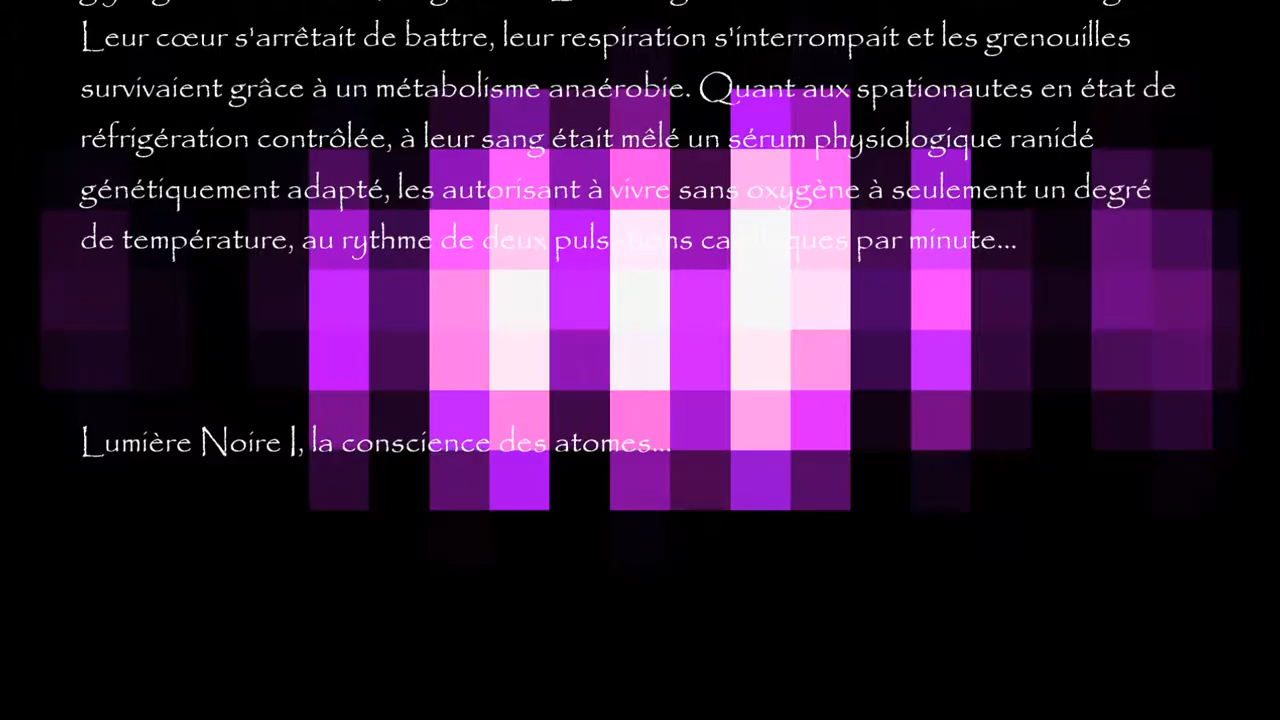 Leur cœur s'arrêtait de battre, leur respiration s'interrompait et les grenouilles
survivaient grâce à un métabolisme anaérobie. Quant aux spationautes en état de
réfrigération contrôlée, à leur sang était mêlé un sérum physiologique ranidé
génétiquement adapté, les autorisant à vivre sans oxygène à seulement un degré
de température, au rythme de deux pulsations cardiaques par minute...
Lumière Noire I, la conscience des atomes...